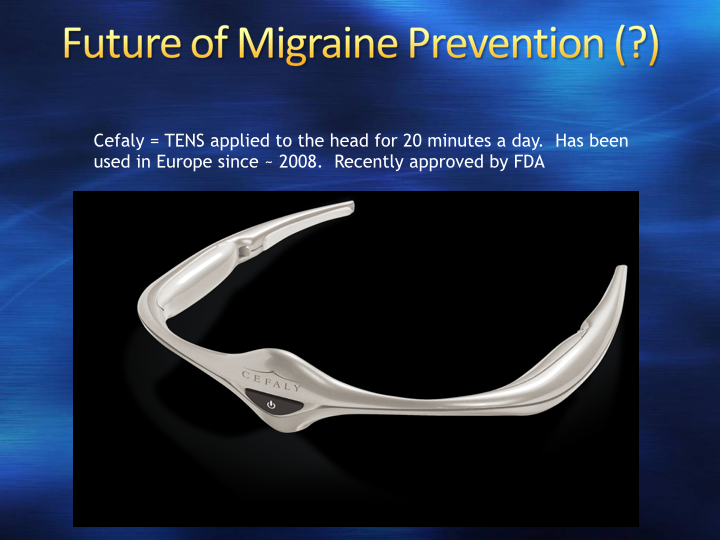 Future of Migraine Prevention (?)
Cefaly = TENS applied to the head for 20 minutes a day.  Has been
used in Europe since ~ 2008.  Recently approved by FDA
CEFALY